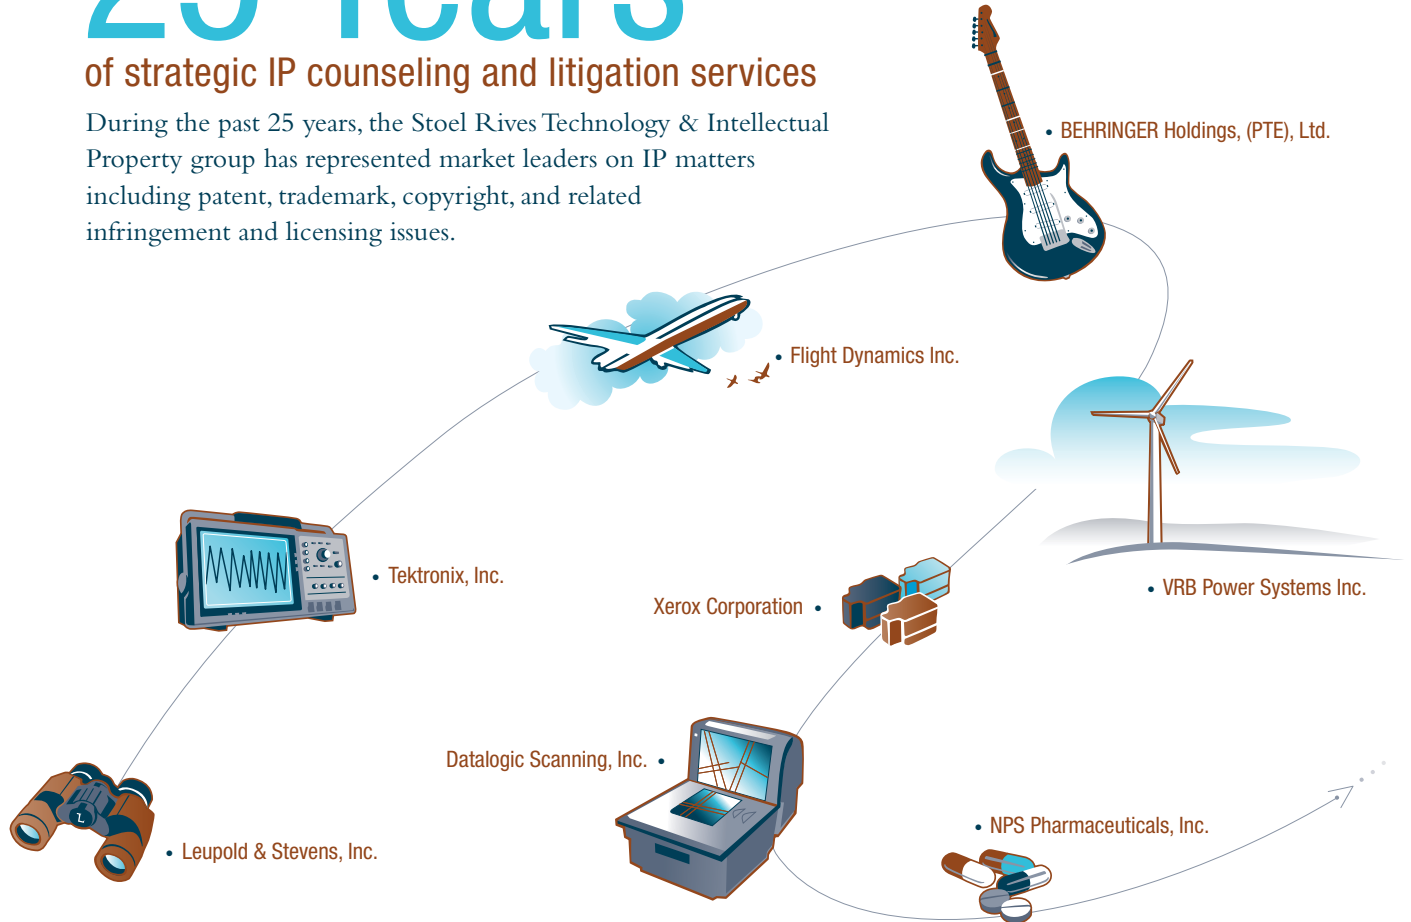 25 Years
of strategic IP counseling and litigation services
During the past 25 years, the Stoel Rives Technology & Intellectual
Property group has represented market leaders on IP matters
including patent, trademark, copyright, and related
infringement and licensing issues.
• BEHRINGER Holdings, (PTE), Ltd.
• Flight Dynamics Inc.
• Tektronix, Inc.
• VRB Power Systems Inc.
Xerox Corporation •
Datalogic Scanning, Inc. •
• NPS Pharmaceuticals, Inc.
• Leupold & Stevens, Inc.